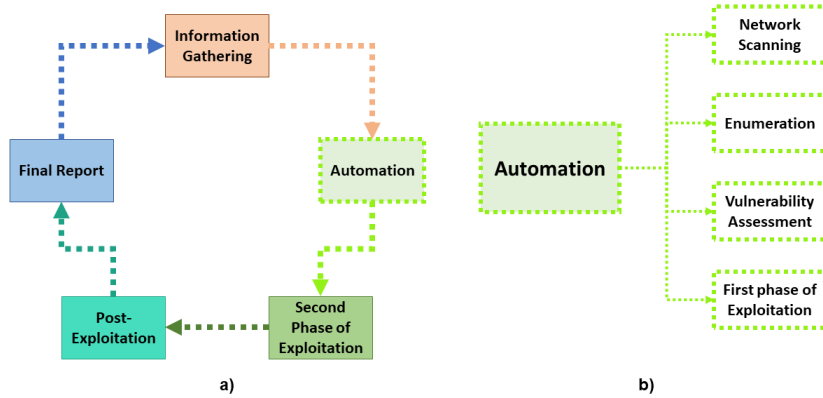 Information
Gathering
Final Report
Automation
Post-
Exploitation
Second
Phase of
Exploitation
a)
Automation
Network
Scanning
Enumeration
Vulnerability
Assessment
First phase of
Exploitation
b)